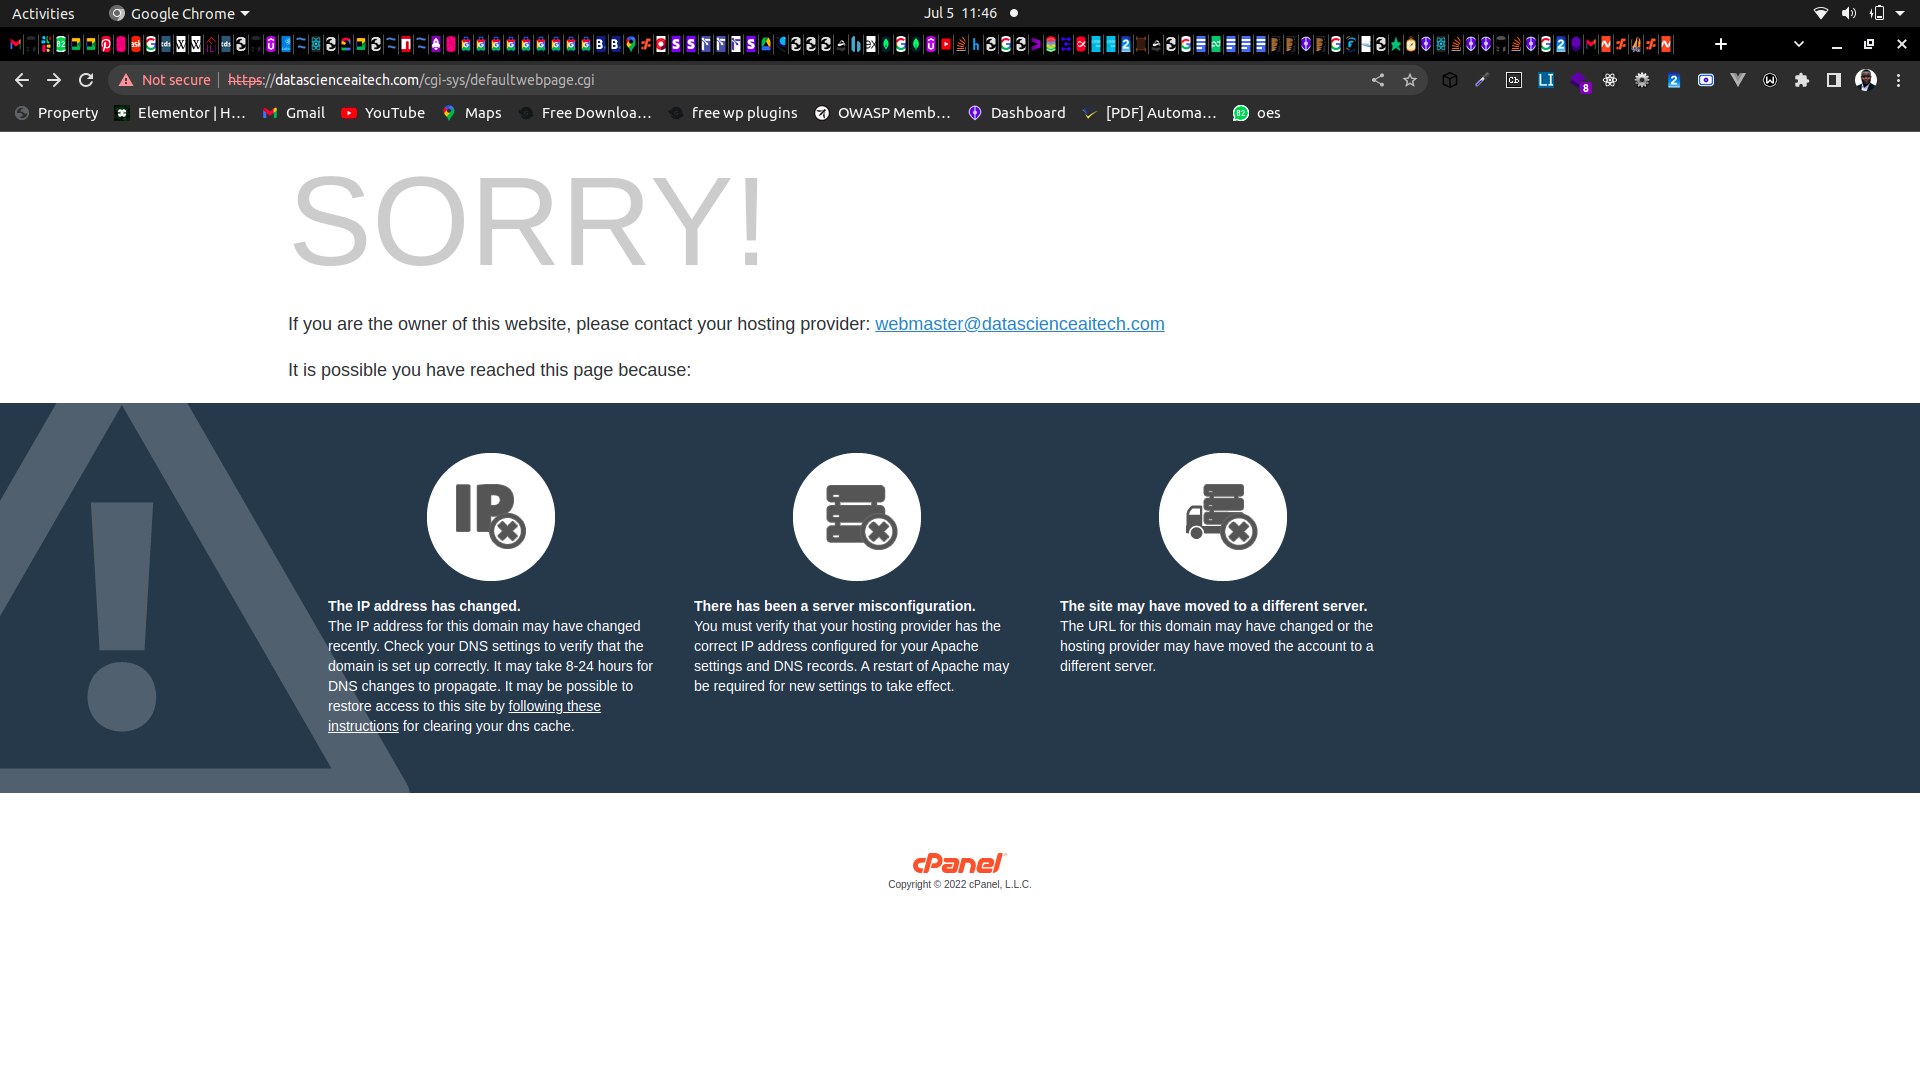 Activities
Google Chrome
Jul 5 11:46
Not secure
https://datascienceaitech.com/cgi-sys/defaultwebpage.cgi
8
Property
Elementor | H…
Gmail
YouTube
Maps
Free Downloa…
free wp plugins
OWASP Memb…
Dashboard
[PDF] Automa…
oes
SORRY!
If you are the owner of this website, please contact your hosting provider: webmaster@datascienceaitech.com
It is possible you have reached this page because:
IP
The IP address has changed.
The IP address for this domain may have changed
recently. Check your DNS settings to verify that the
domain is set up correctly. It may take 8-24 hours for
DNS changes to propagate. It may be possible to
restore access to this site by following these
instructions for clearing your dns cache.
There has been a server misconfiguration.
You must verify that your hosting provider has the
correct IP address configured for your Apache
settings and DNS records. A restart of Apache may
be required for new settings to take effect.
The site may have moved to a different server.
The URL for this domain may have changed or the
hosting provider may have moved the account to a
different server.
cPanel
Copyright © 2022 cPanel, L.L.C.